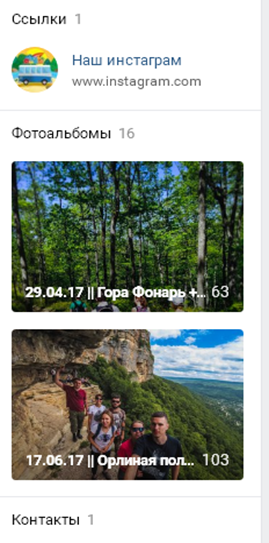 Ссылки 1
Наш инстаграм
www.instagram.com
Фотоальбомы 16
29.04.17 || Гора Фонарь +... 63
17.06.17 || Орлиная пол... 103
Контакты 1